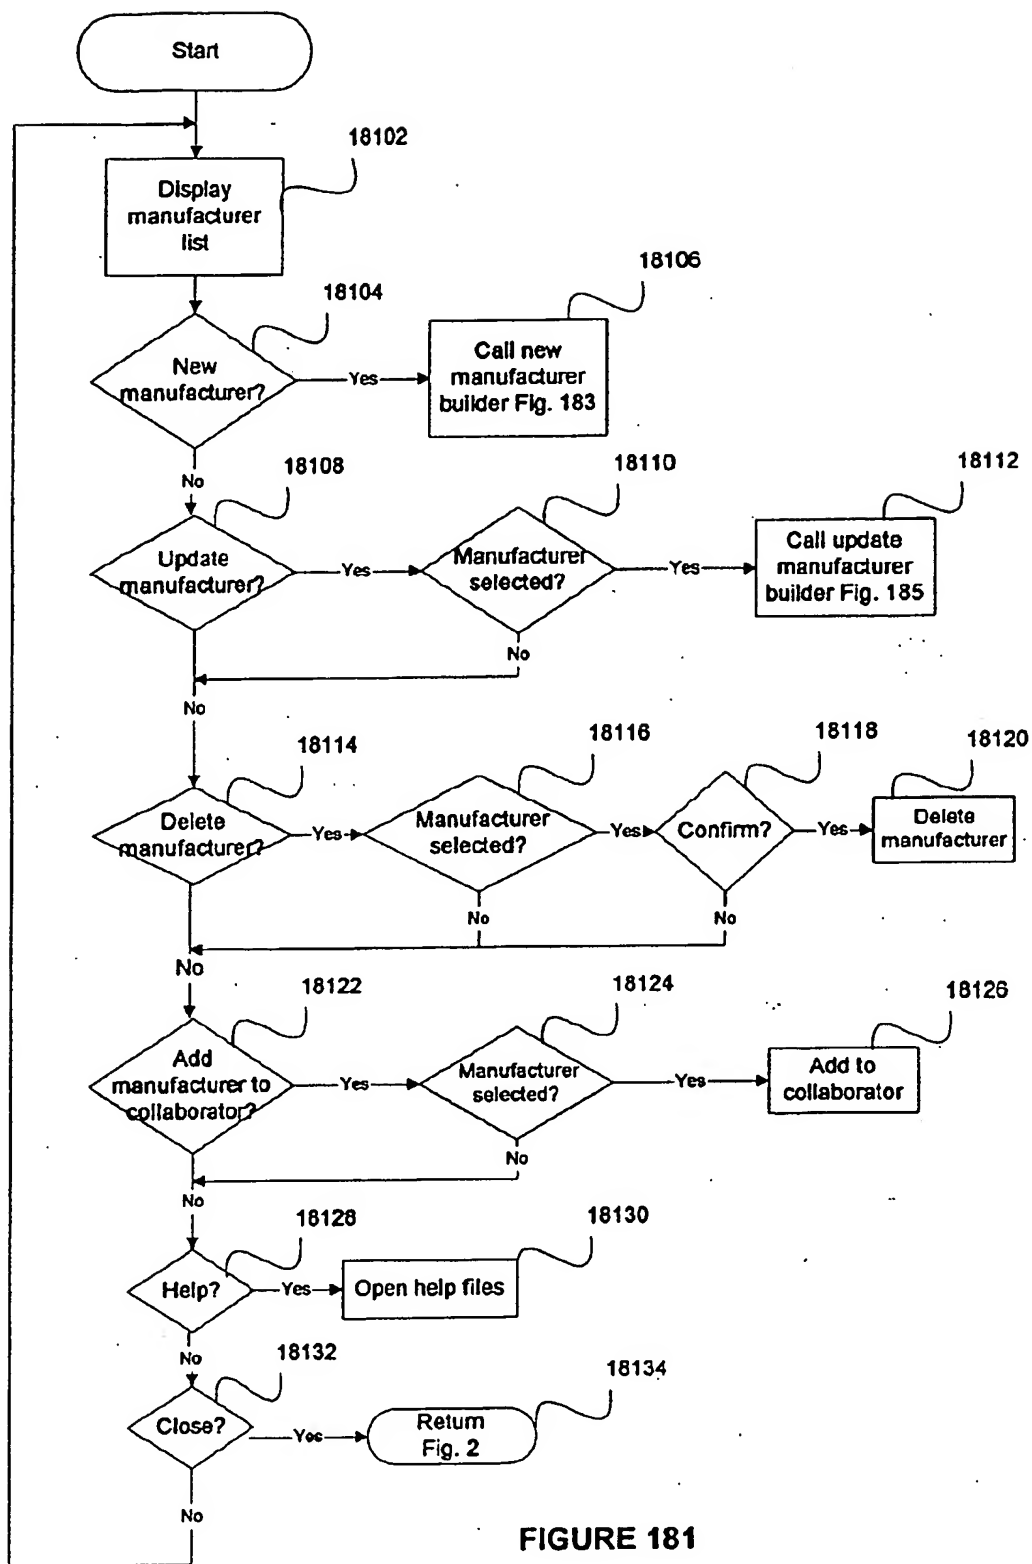 Start
18102
Display
manufacturer
list
18104
18106
New
manufacturer?
Yes
Call new
manufacturer
builder Fig. 183
No
18108
18110
18112
Update
manufacturer?
Yes
Manufacturer
selected?
Yes
Call update
manufacturer
builder Fig. 185
No
No
18114
18116
18118
18120
Delete
manufacturer?
Yes
Manufacturer
selected?
Yes
Confirm?
Yes
Delete
manufacturer
No
No
No
18122
18124
18126
Add
manufacturer to
collaborator?
Yes
Manufacturer
selected?
Yes
Add to
collaborator
No
No
18128
18130
Help?
Yes
Open help files
No
18132
18134
Close?
Yes
Return
Fig. 2
No
FIGURE 181